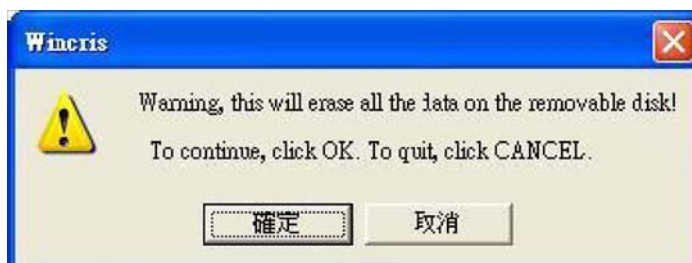 Wincris
Warning, this will erase all the data on the removable disk!
To continue, click OK. To quit, click CANCEL.
確定 取消